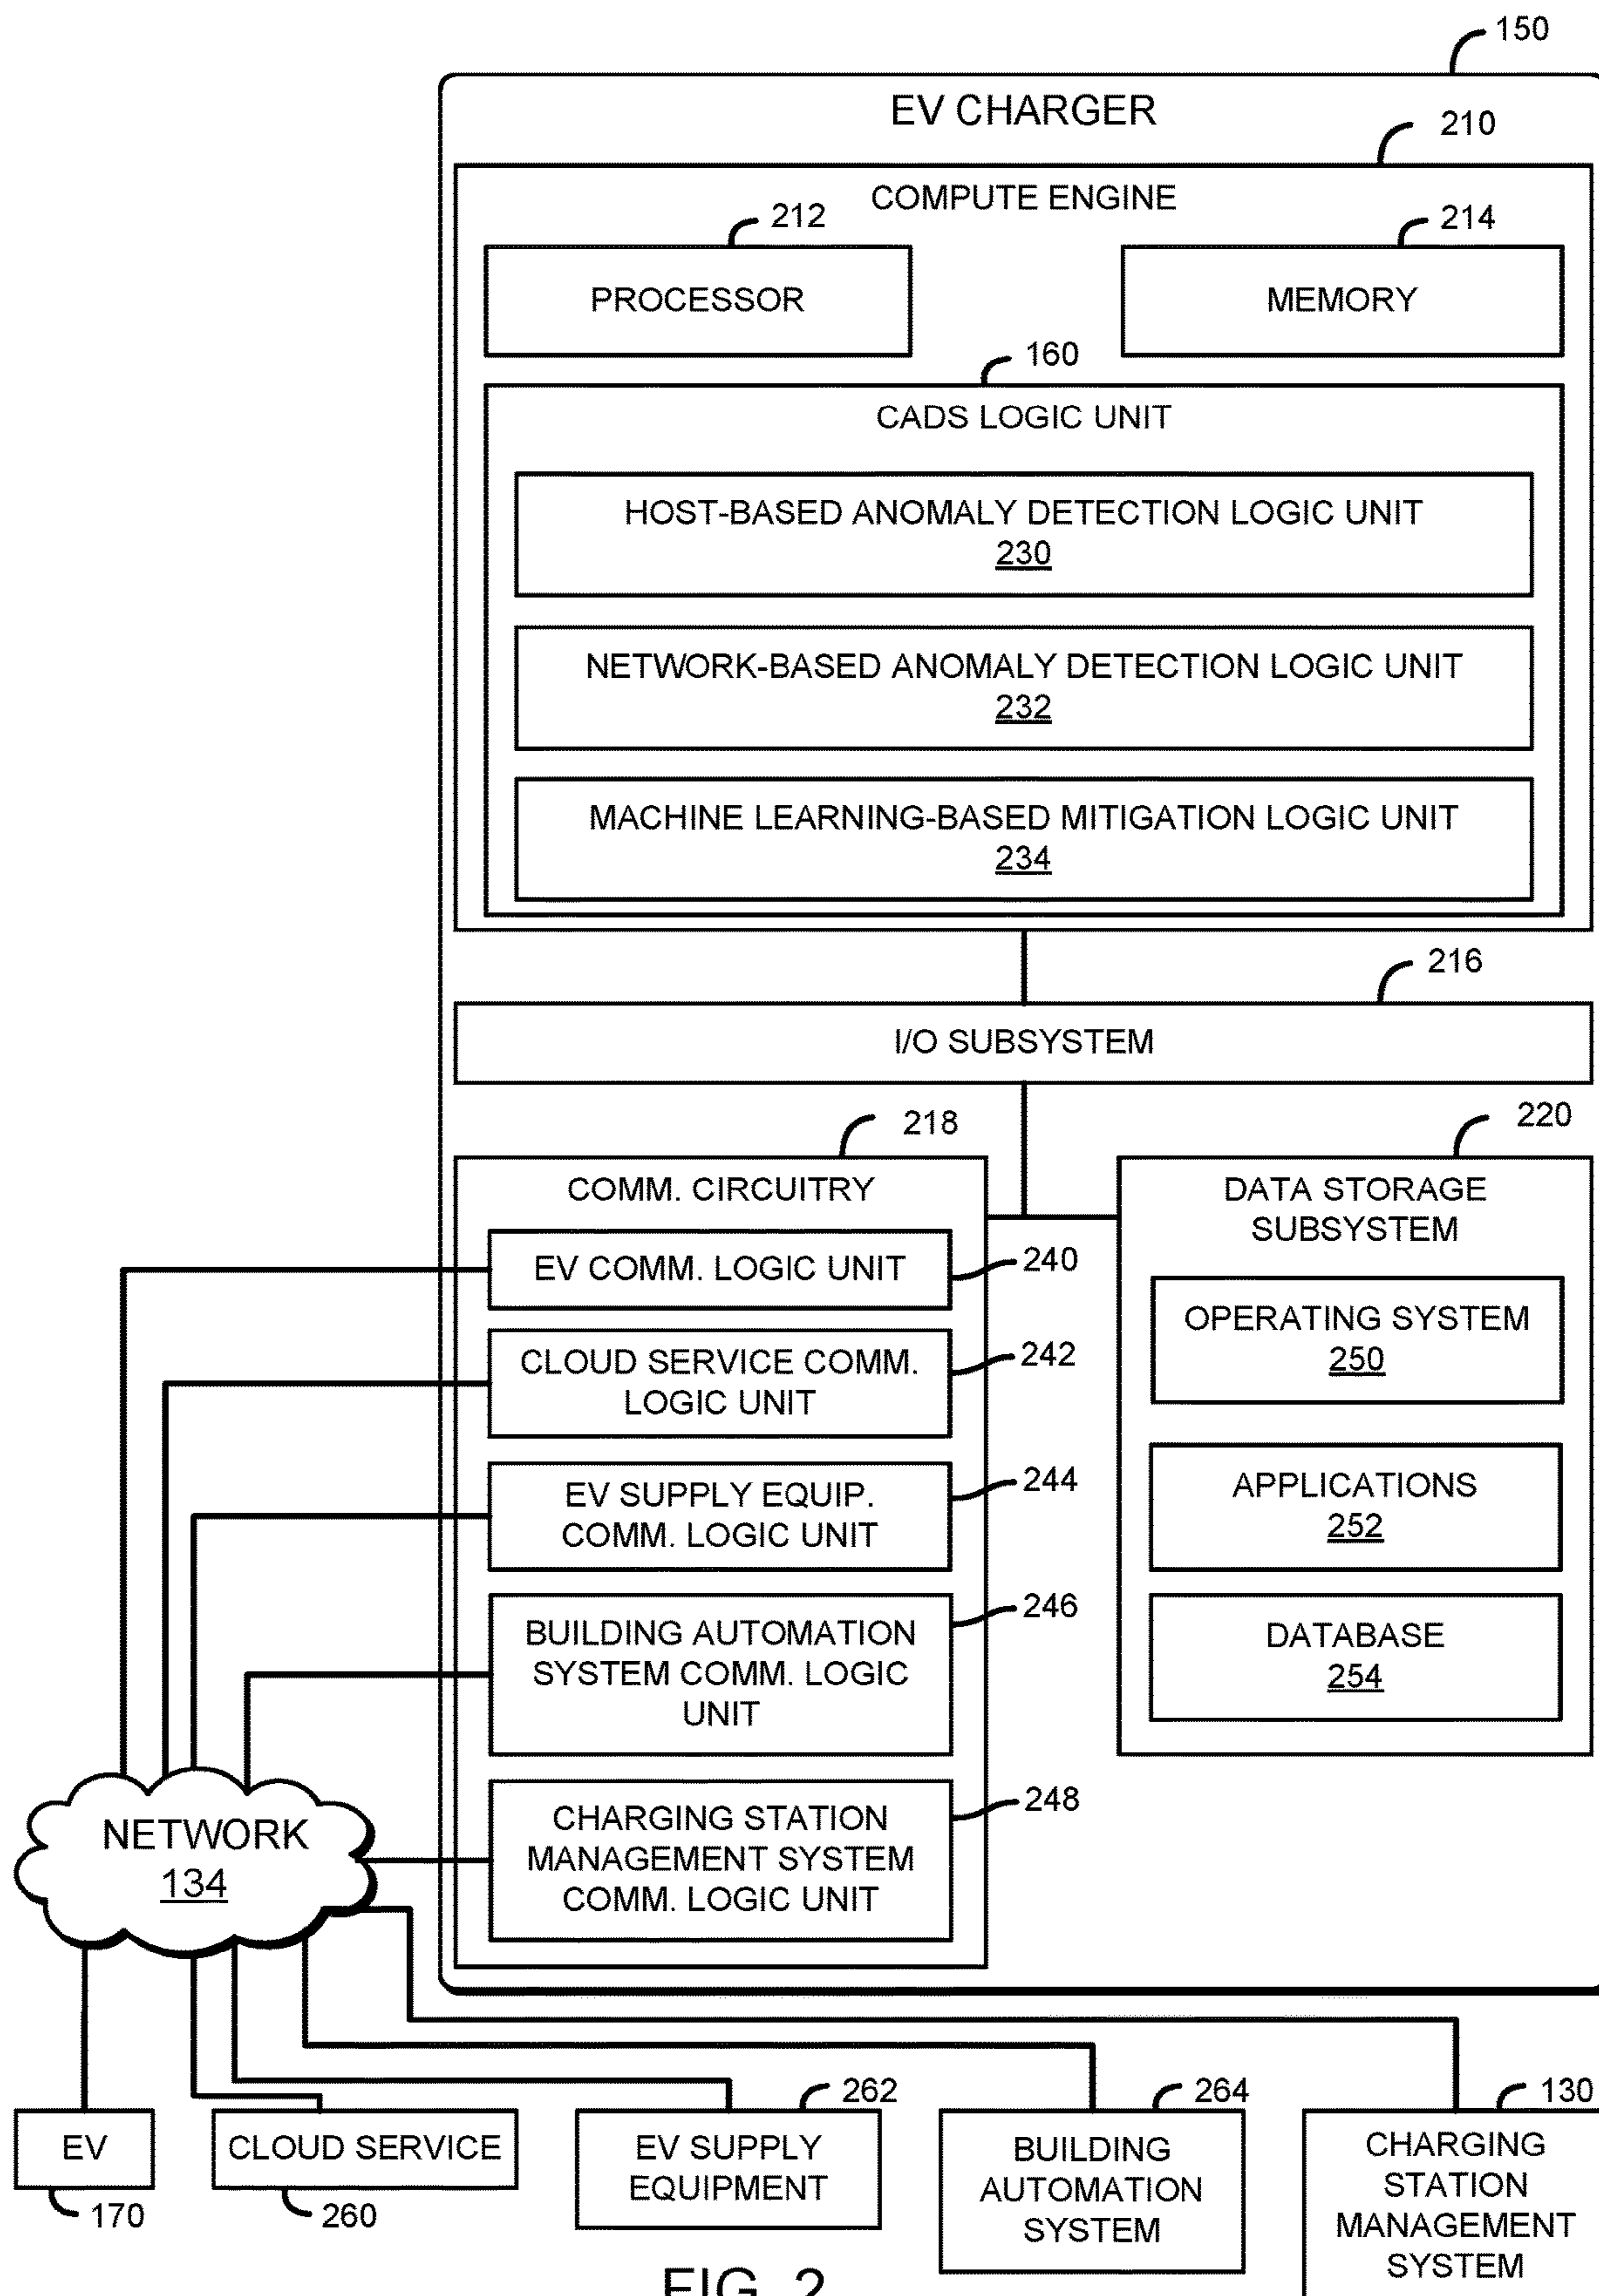 150
EV CHARGER
210
COMPUTE ENGINE
212
214
PROCESSOR
MEMORY
160
CADS LOGIC UNIT
HOST-BASED ANOMALY DETECTION LOGIC UNIT
230
NETWORK-BASED ANOMALY DETECTION LOGIC UNIT
232
MACHINE LEARNING-BASED MITIGATION LOGIC UNIT
234
216
I/O SUBSYSTEM
218
COMM. CIRCUITRY
EV COMM. LOGIC UNIT
240
CLOUD SERVICE COMM.
LOGIC UNIT
242
EV SUPPLY EQUIP.
COMM. LOGIC UNIT
244
BUILDING AUTOMATION
SYSTEM COMM. LOGIC
UNIT
246
CHARGING STATION
MANAGEMENT SYSTEM
COMM. LOGIC UNIT
248
220
DATA STORAGE
SUBSYSTEM
OPERATING SYSTEM
250
APPLICATIONS
252
DATABASE
254
NETWORK
134
EV
170
CLOUD SERVICE
260
262
EV SUPPLY
EQUIPMENT
264
BUILDING
AUTOMATION
SYSTEM
130
CHARGING
STATION
MANAGEMENT
SYSTEM
FIG. 2